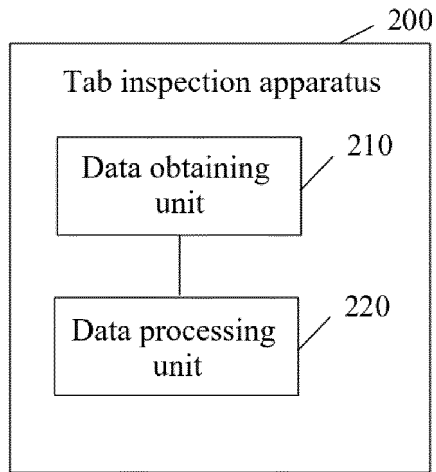 200
Tab inspection apparatus
210
Data obtaining
unit
220
Data processing
unit